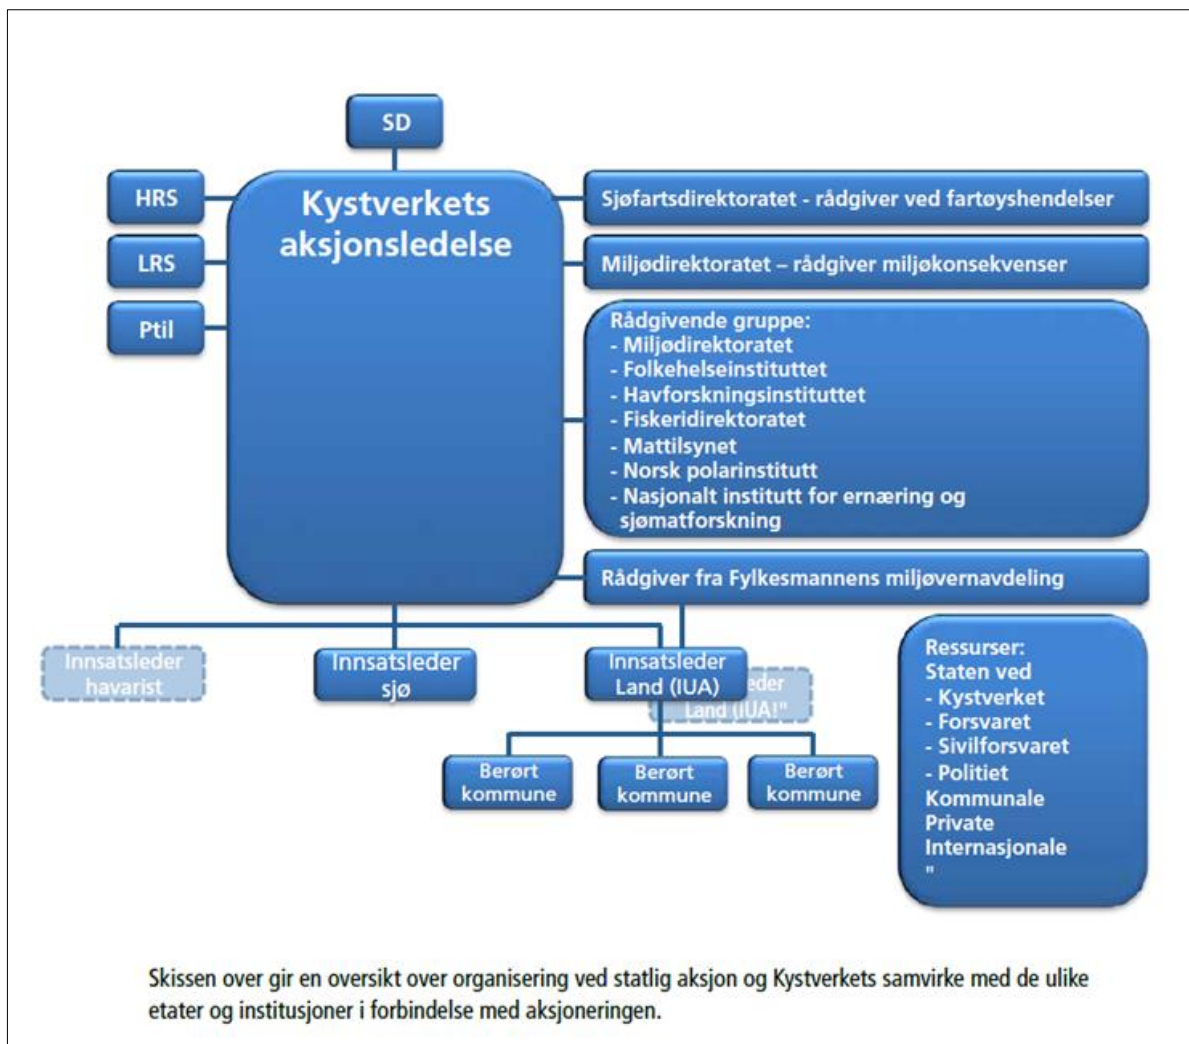 SD
HRS
LRS
Ptil
Kystverkets
aksjonsledelse
Sjøfartsdirektoratet - rådgiver ved fartøyshendelser
Miljødirektoratet – rådgiver miljøkonsekvenser
Rådgivende gruppe:
- Miljødirektoratet
- Folkehelseinstituttet
- Havforskningsinstituttet
- Fiskeridirektoratet
- Mattilsynet
- Norsk polarinstitutt
- Nasjonalt institutt for ernæring og
sjømatforskning
Rådgiver fra Fylkesmannens miljøvernavdeling
Innsatsleder
havarist
Innsatsleder
sjø
Innsatsleder
Land (IUA)
Land (IUA!"
Berørt
kommune
Berørt
kommune
Berørt
kommune
Ressurser:
Staten ved
- Kystverket
- Forsvaret
- Sivilforsvaret
- Politiet
Kommunale
Private
Internasjonale
"
Skissen over gir en oversikt over organisering ved statlig aksjon og Kystverkets samvirke med de ulike
etater og institusjoner i forbindelse med aksjoneringen.